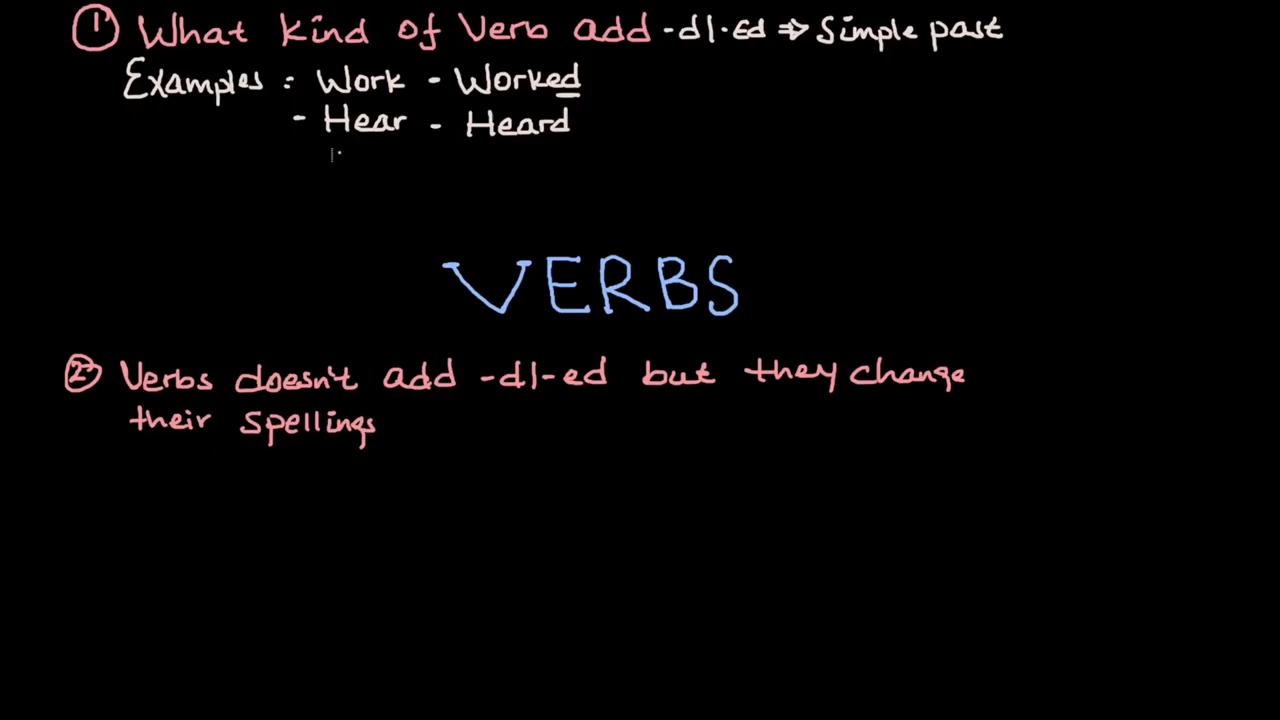 ① What kind of Verb add -d/-Ed ⇒ Simple past
Examples = Work - Worked
- Hear - Heard
VERBS
② Verbs doesn't add -d/-ed but they change
their spellings